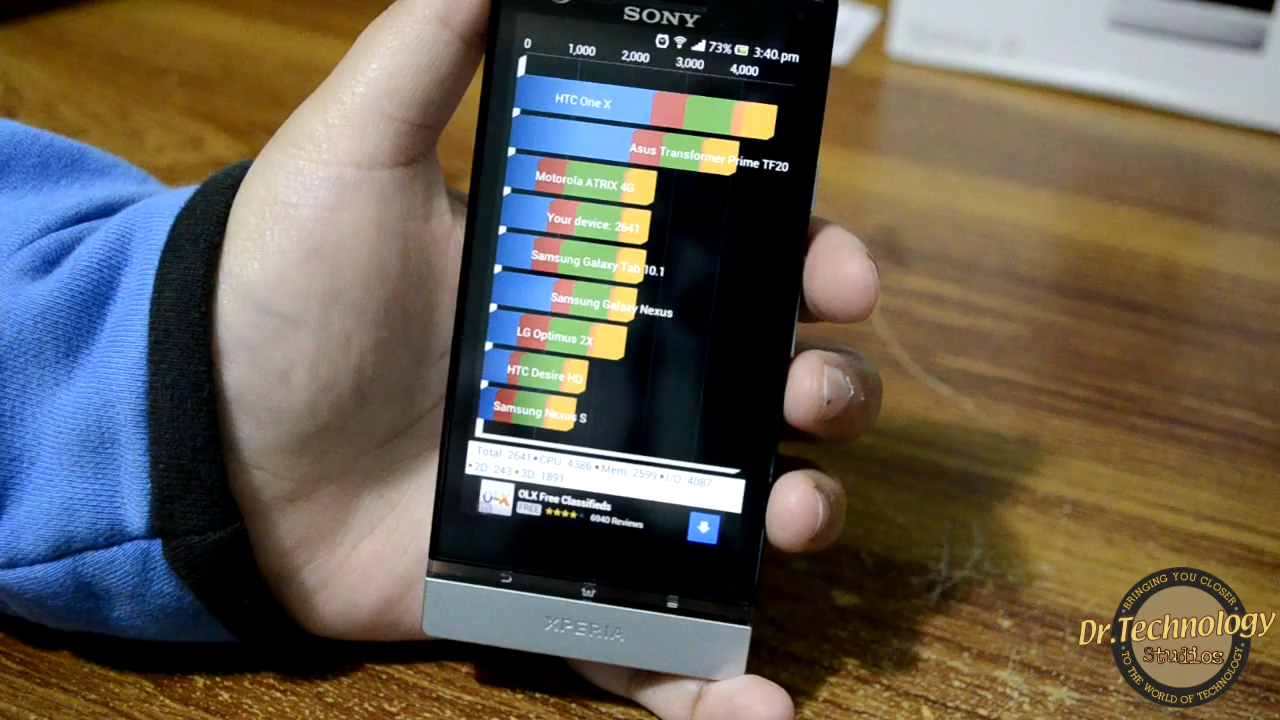 SONY
73% 3:40 pm
0 1,000 2,000 3,000 4,000
HTC One X
Asus Transformer Prime TF20
Motorola ATRIX 4G
Your device: 2641
Samsung Galaxy Tab 10.1
Samsung Galaxy Nexus
LG Optimus 2X
HTC Desire HD
Samsung Nexus S
Total: 2641 • CPU: 4386 • Mem: 2599 • I/O: 4087
• 2D: 243 • 3D: 1891
OLX
OLX Free Classifieds
FREE 6940 Reviews
XPERIA
BRINGING YOU CLOSER
Dr.Technology
Studios
TO THE WORLD OF TECHNOLOGY